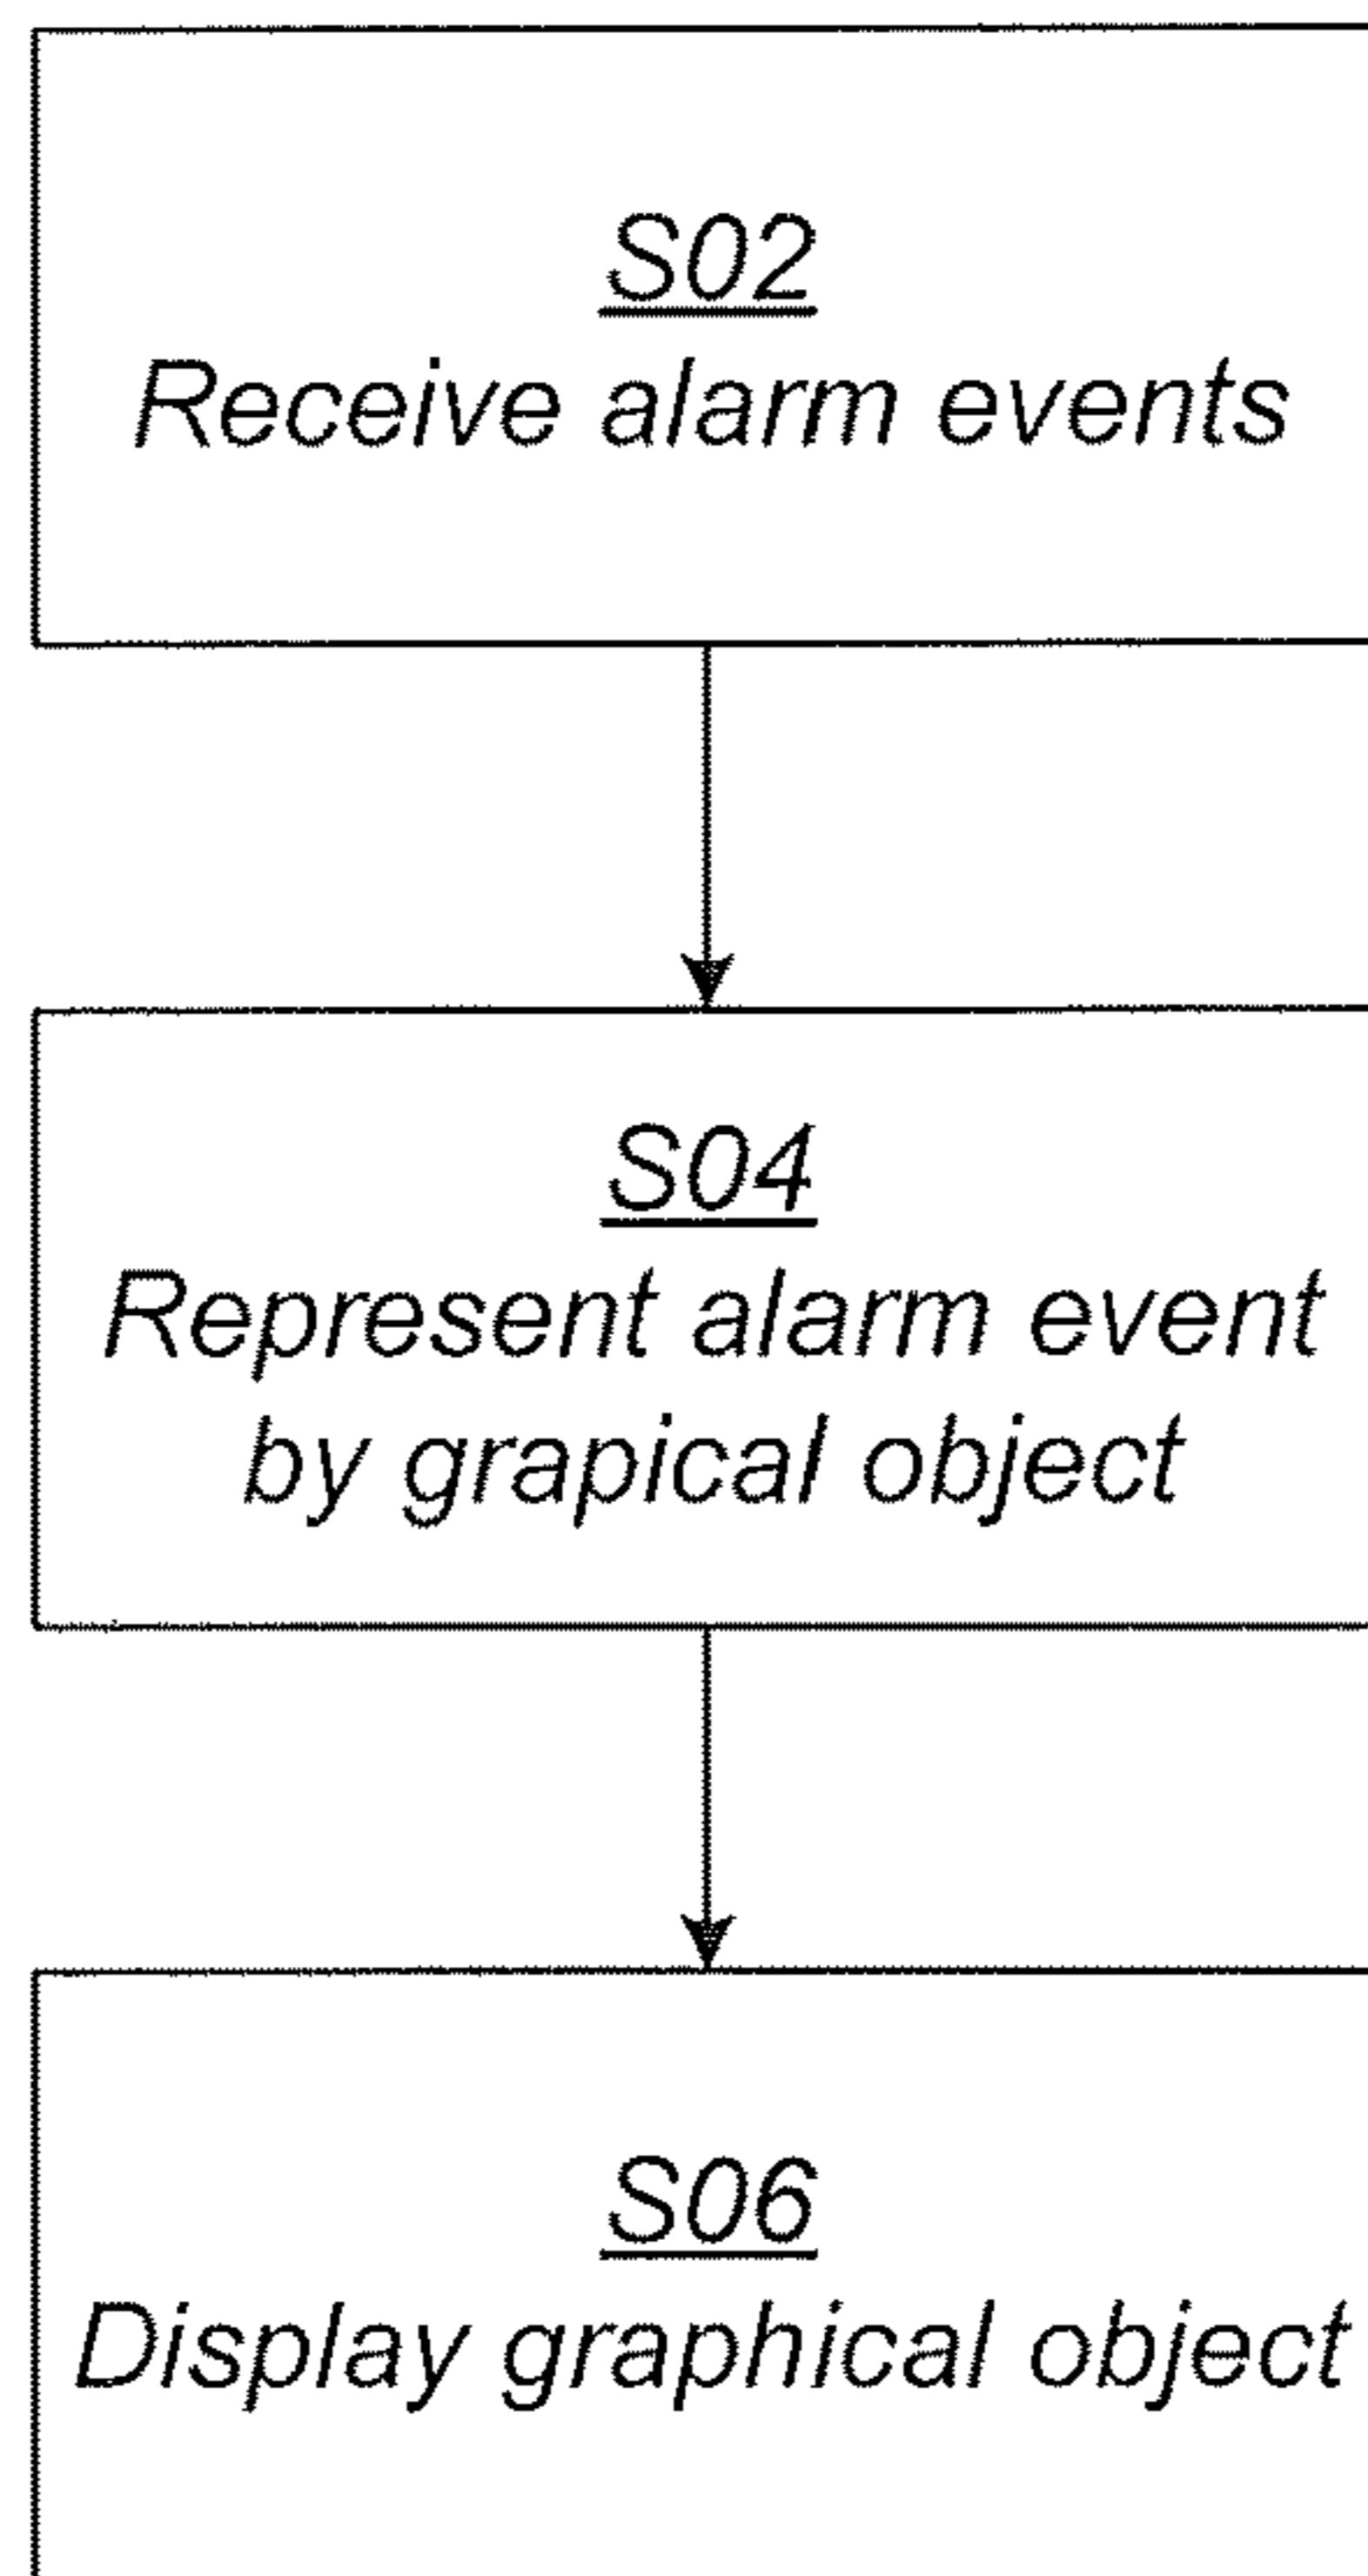 S02
Receive alarm events
S04
Represent alarm event
by grapical object
S06
Display graphical object